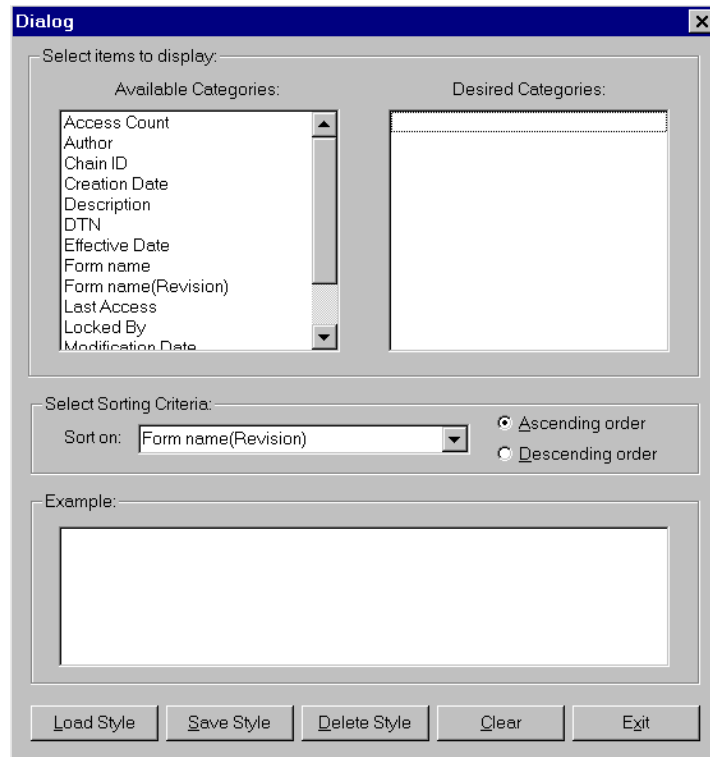 Dialog
Select items to display:
Available Categories:
Desired Categories:
Access Count
Author
Chain ID
Creation Date
Description
DTN
Effective Date
Form name
Form name(Revision)
Last Access
Locked By
Modification Date
Select Sorting Criteria:
Sort on: Form name(Revision)
Ascending order
Descending order
Example:
Load Style Save Style Delete Style Clear Exit